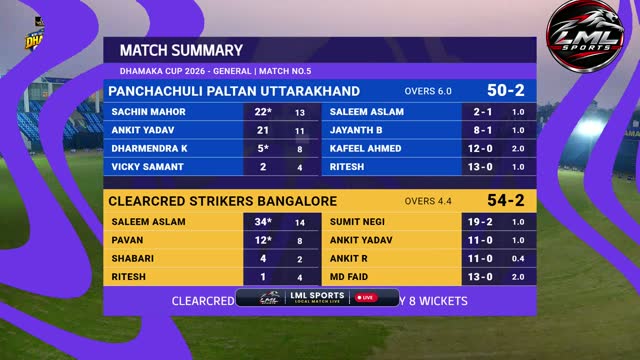 DHA
LML
SPORTS
MATCH SUMMARY
DHAMAKA CUP 2026 - GENERAL | MATCH NO.5
PANCHACHULI PALTAN UTTARAKHAND OVERS 6.0 50-2
SACHIN MAHOR 22* 13 SALEEM ASLAM 2-1 1.0
ANKIT YADAV 21 11 JAYANTH B 8-1 1.0
DHARMENDRA K 5* 8 KAFEEL AHMED 12-0 2.0
VICKY SAMANT 2 4 RITESH 13-0 1.0
CLEARCRED STRIKERS BANGALORE OVERS 4.4 54-2
SALEEM ASLAM 34* 14 SUMIT NEGI 19-2 1.0
PAVAN 12* 8 ANKIT YADAV 11-0 1.0
SHABARI 4 2 ANKIT R 11-0 0.4
RITESH 1 4 MD FAID 13-0 2.0
CLEARCRED Y 8 WICKETS
LML SPORTS LIVE
LOCAL MATCH LIVE